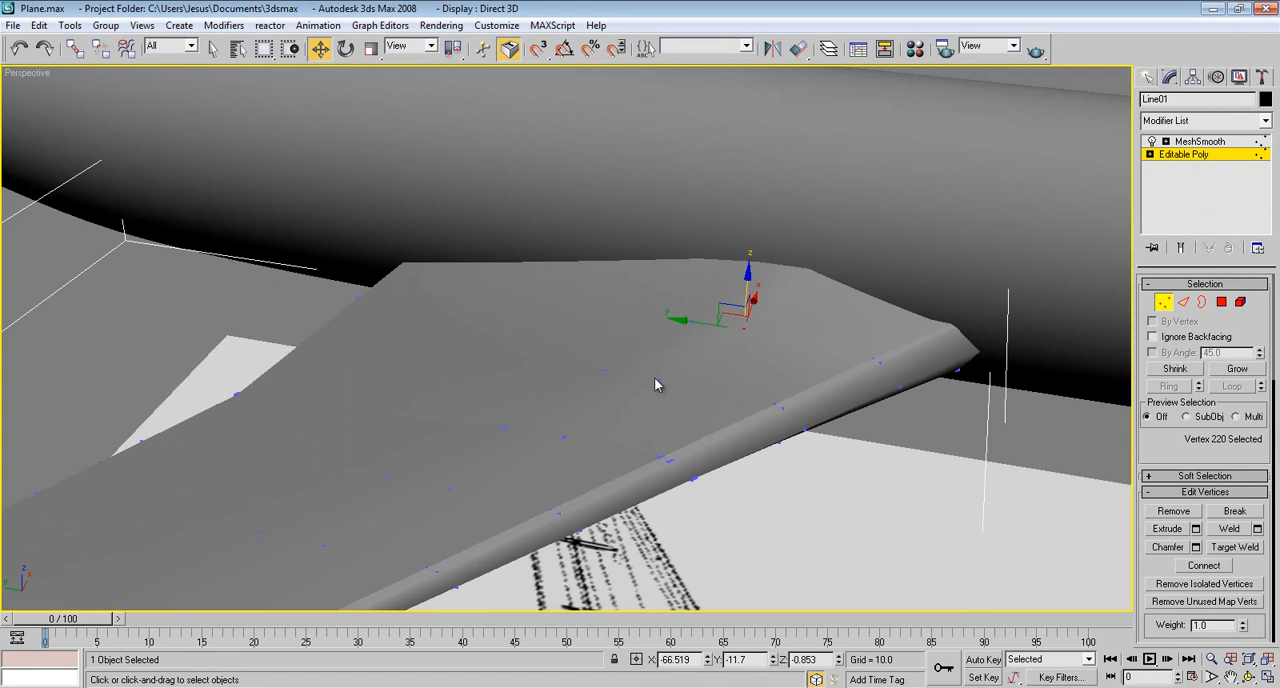 Plane.max - Project Folder: C:\Users\Jesus\Documents\3dsmax - Autodesk 3ds Max 2008 - Display : Direct 3D
File Edit Tools Group Views Create Modifiers reactor Animation Graph Editors Rendering Customize MAXScript Help
All View View
Perspective
Line01
Modifier List
MeshSmooth
Editable Poly
- Selection
By Vertex
Ignore Backfacing
By Angle: 45.0
Shrink Grow
Ring Loop
Preview Selection
Off SubObj Multi
Vertex 220 Selected
+ Soft Selection
- Edit Vertices
Remove Break
Extrude Weld
Chamfer Target Weld
Connect
Remove Isolated Vertices
Remove Unused Map Verts
Weight: 1.0
z
x
y
z
x
y
< 0 / 100 >
0 5 10 15 20 25 30 35 40 45 50 55 60 65 70 75 80 85 90 95 100
1 Object Selected X: -66.519 Y: -11.7 Z: -0.853 Grid = 10.0 Auto Key Selected
Click or click-and-drag to select objects Add Time Tag Set Key Key Filters... 0